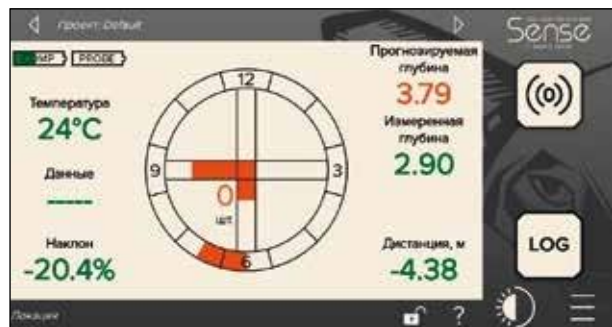 Проект: Default
Sense
PROBE
Прогнозируемая
глубина
3.79
Температура
24°C
Измеренная
глубина
2.90
Данные
-----
12
3
6
9
0
шт
Наклон
-20.4%
Дистанция, м
-4.38
LOG
Локация
?